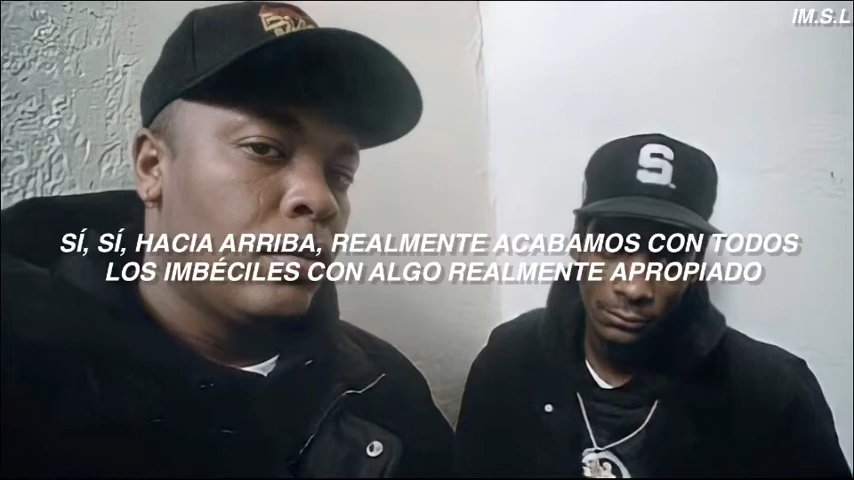 IM.S.L
SÍ, SÍ, HACIA ARRIBA, REALMENTE ACABAMOS CON TODOS
LOS IMBÉCILES CON ALGO REALMENTE APROPIADO
S